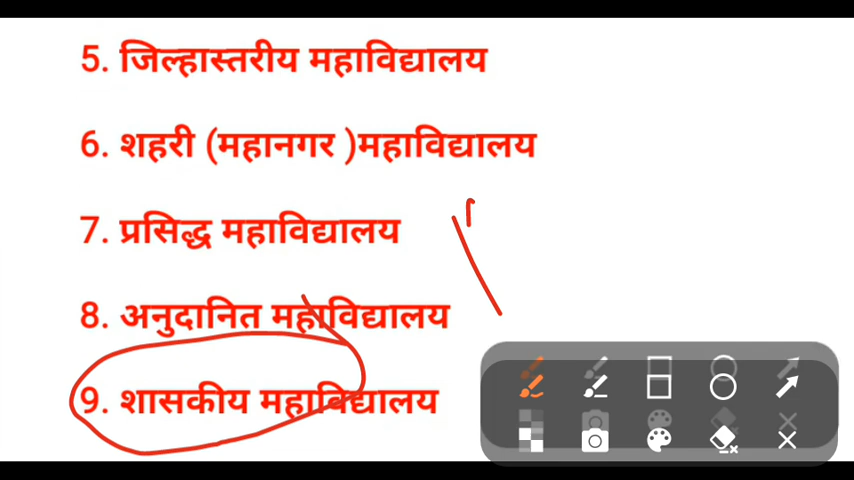 5. जिल्हास्तरीय महाविद्यालय
6. शहरी (महानगर )महाविद्यालय
7. प्रसिद्ध महाविद्यालय
8. अनुदानित महाविद्यालय
9. शासकीय महाविद्यालय